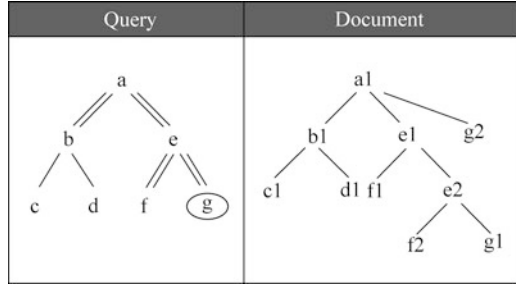 Query Document
a a1
b e b1 e1 g2
c d f g c1 d1 f1 e2
f2 g1